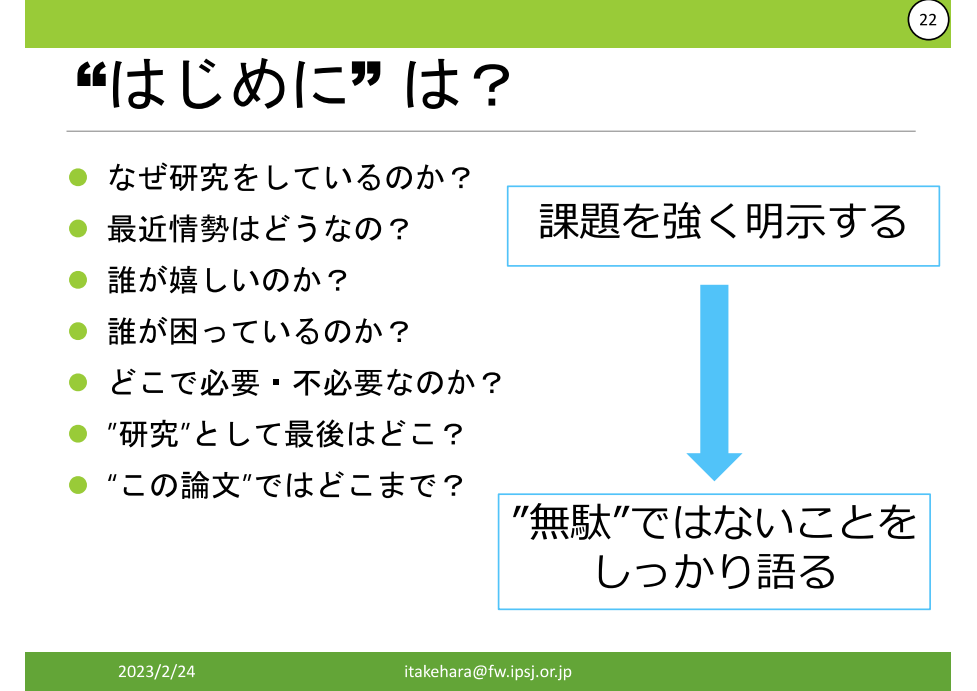 22
“はじめに” は？
なぜ研究をしているのか？
最近情勢はどうなの？
誰が嬉しいのか？
誰が困っているのか？
どこで必要・不必要なのか？
”研究”として最後はどこ？
“この論文”ではどこまで？
課題を強く明示する
”無駄”ではないことを
しっかり語る
2023/2/24
itakehara@fw.ipsj.or.jp